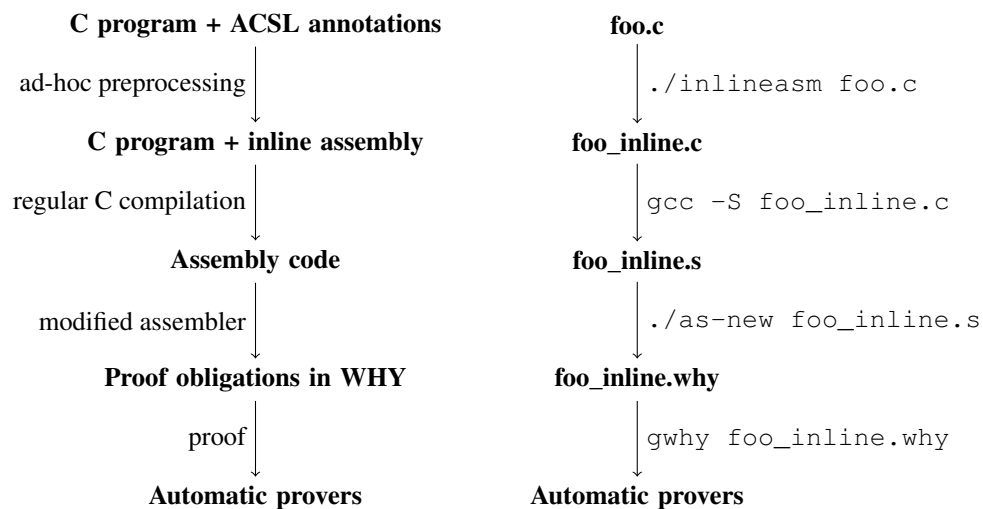 C program + ACSL annotations foo.c
ad-hoc preprocessing ./inlineasm foo.c
C program + inline assembly foo_inline.c
regular C compilation gcc -S foo_inline.c
Assembly code foo_inline.s
modified assembler ./as-new foo_inline.s
Proof obligations in WHY foo_inline.why
proof gwhy foo_inline.why
Automatic provers Automatic provers